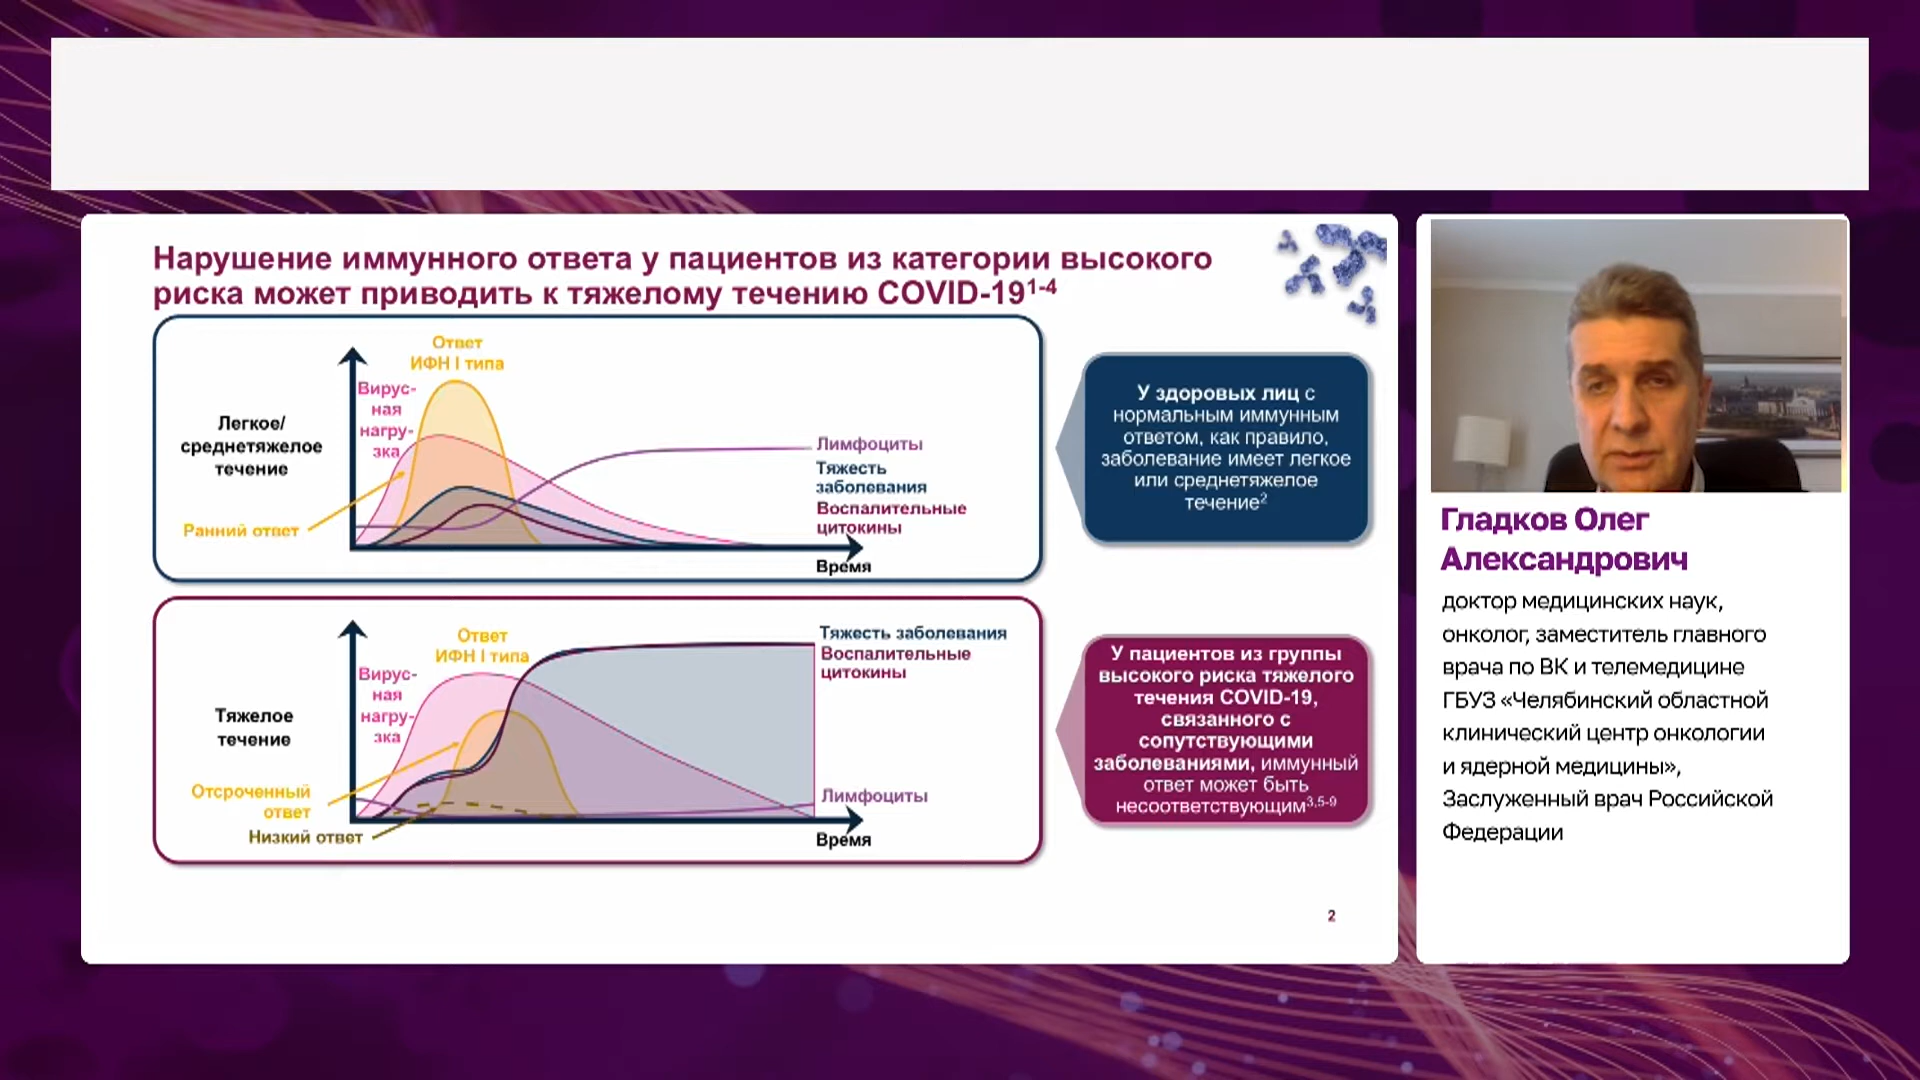 Нарушение иммунного ответа у пациентов из категории высокого
риска может приводить к тяжелому течению COVID-19¹⁻⁴
Ответ
ИФН I типа
Вирус-
ная
нагру-
зка
Легкое/
среднетяжелое
течение
Ранний ответ
Лимфоциты
Тяжесть
заболевания
Воспалительные
цитокины
Время
У здоровых лиц с
нормальным иммунным
ответом, как правило,
заболевание имеет легкое
или среднетяжелое
течение²
Ответ
ИФН I типа
Вирус-
ная
нагру-
зка
Тяжелое
течение
Отсроченный
ответ
Низкий ответ
Тяжесть заболевания
Воспалительные
цитокины
Лимфоциты
Время
У пациентов из группы
высокого риска тяжелого
течения COVID-19,
связанного с
сопутствующими
заболеваниями, иммунный
ответ может быть
несоответствующим³,⁵⁻⁹
2
Гладков Олег
Александрович
доктор медицинских наук,
онколог, заместитель главного
врача по ВК и телемедицине
ГБУЗ «Челябинский областной
клинический центр онкологии
и ядерной медицины»,
Заслуженный врач Российской
Федерации